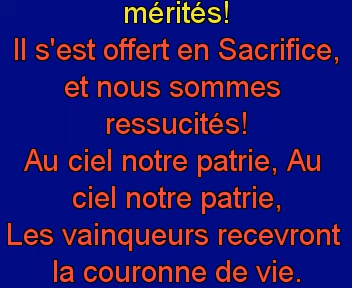 mérités!
Il s'est offert en Sacrifice,
et nous sommes
ressucités!
Au ciel notre patrie, Au
ciel notre patrie,
Les vainqueurs recevront
la couronne de vie.